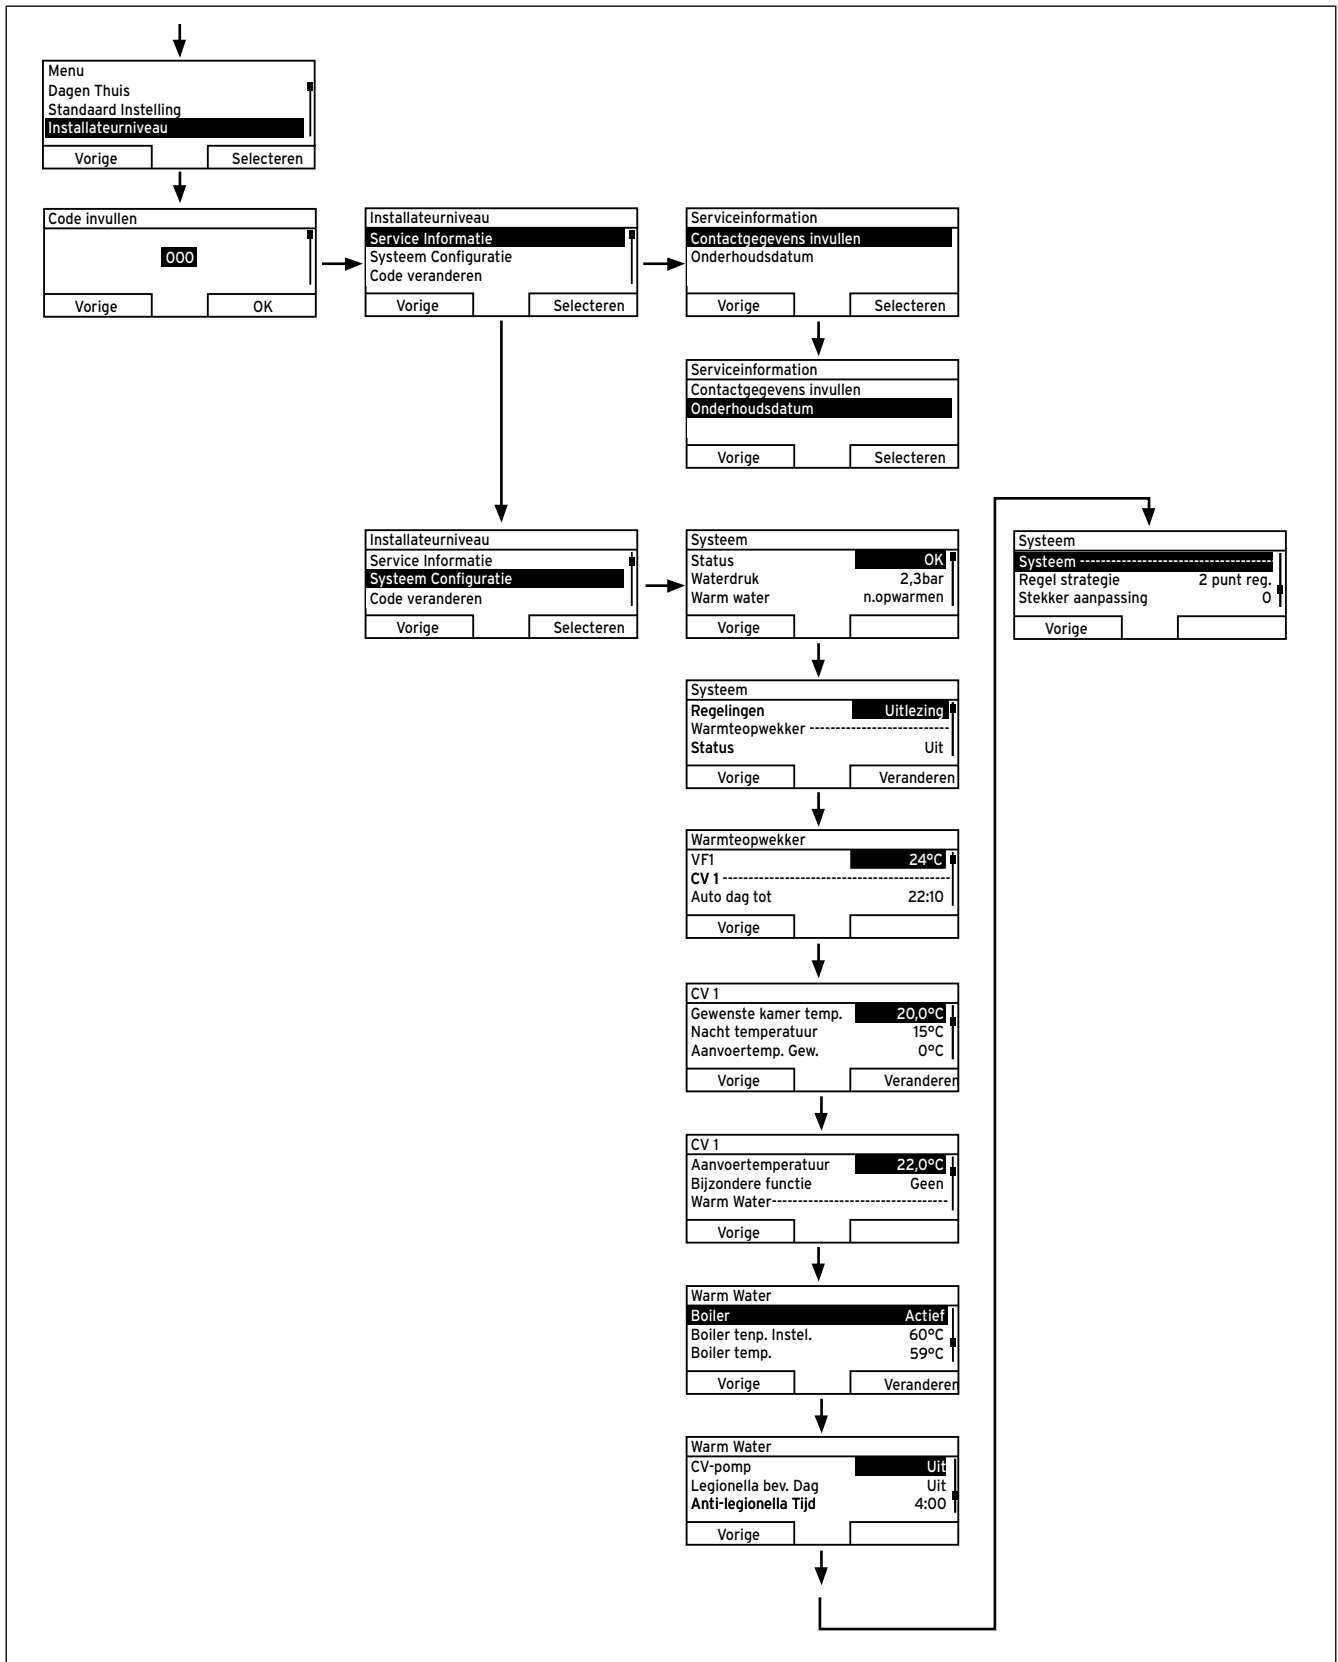 Menu
Dagen Thuis
Standaard Instelling
Installateurniveau
Vorige Selecteren
Code invullen
000
Vorige OK
Installateurniveau
Service Informatie
Systeem Configuratie
Code veranderen
Vorige Selecteren
Serviceinformation
Contactgegevens invullen
Onderhoudsdatum
Vorige Selecteren
Serviceinformation
Contactgegevens invullen
Onderhoudsdatum
Vorige Selecteren
Installateurniveau
Service Informatie
Systeem Configuratie
Code veranderen
Vorige Selecteren
Systeem
Status OK
Waterdruk 2,3bar
Warm water n.opwarmen
Vorige
Systeem
Regelingen Uitlezing
Warmteopwekker ---------------------------
Status Uit
Vorige Veranderen
Warmteopwekker
VF1 24°C
CV 1 --------------------------------------------
Auto dag tot 22:10
Vorige
CV 1
Gewenste kamer temp. 20,0°C
Nacht temperatuur 15°C
Aanvoertemp. Gew. 0°C
Vorige Veranderen
CV 1
Aanvoertemperatuur 22,0°C
Bijzondere functie Geen
Warm Water----------------------------------
Vorige
Warm Water
Boiler Actief
Boiler tenp. Instel. 60°C
Boiler temp. 59°C
Vorige Veranderen
Warm Water
CV-pomp Uit
Legionella bev. Dag Uit
Anti-legionella Tijd 4:00
Vorige
Systeem
Systeem -------------------------------------
Regel strategie 2 punt reg.
Stekker aanpassing 0
Vorige